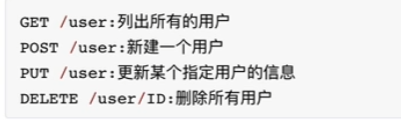 GET /user:列出所有的用户
POST /user:新建一个用户
PUT /user:更新某个指定用户的信息
DELETE /user/ID:删除所有用户